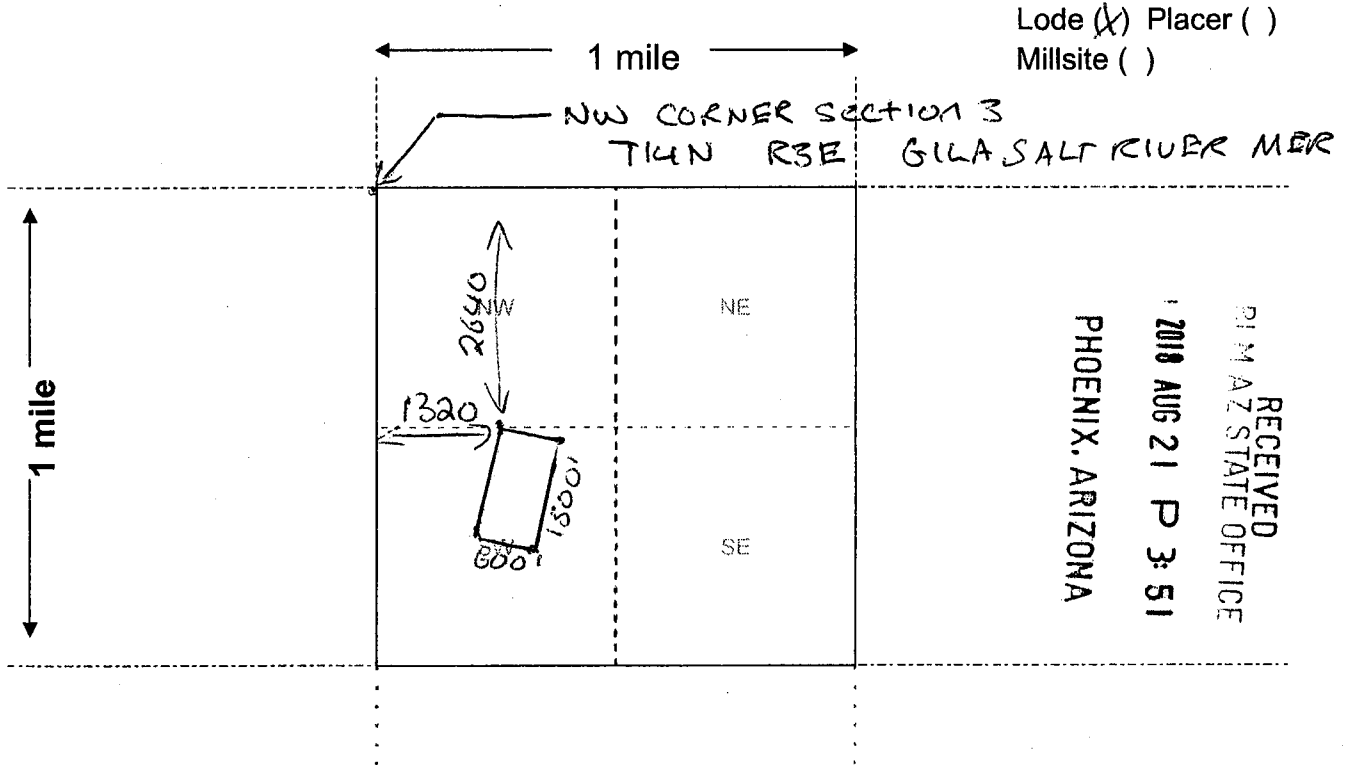 Lode (X) Placer ( )
Millsite ( )
1 mile
NW CORNER SECTION 3
T14N R3E GILA SALT RIVER MER
1 mile
2640
NW
NE
1320
1500'
600'
SE
RECEIVED
BLM AZ STATE OFFICE
2018 AUG 21 P 3:51
PHOENIX, ARIZONA